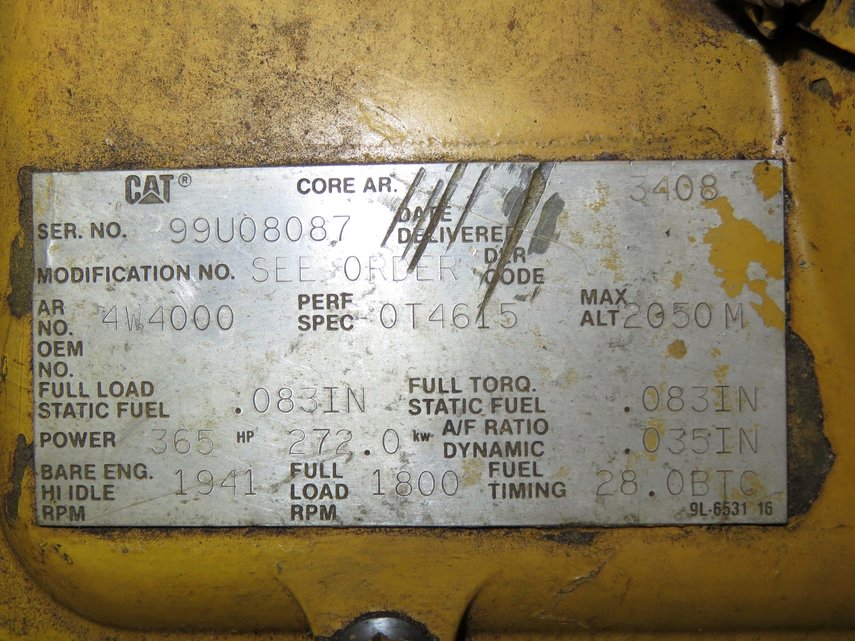 CAT® CORE AR. 3408
SER. NO. 99U08087 DATE DELIVERED
MODIFICATION NO. SEE ORDER DLR CODE
AR NO. 4W4000 PERF SPEC 0T4615 MAX ALT 2050 M
OEM NO.
FULL LOAD STATIC FUEL .083IN FULL TORQ. STATIC FUEL .083IN
POWER 365 HP 272.0 kw A/F RATIO DYNAMIC .035IN
BARE ENG. HI IDLE RPM 1941 FULL LOAD RPM 1800 FUEL TIMING 28.0BTC
9L-6531 16